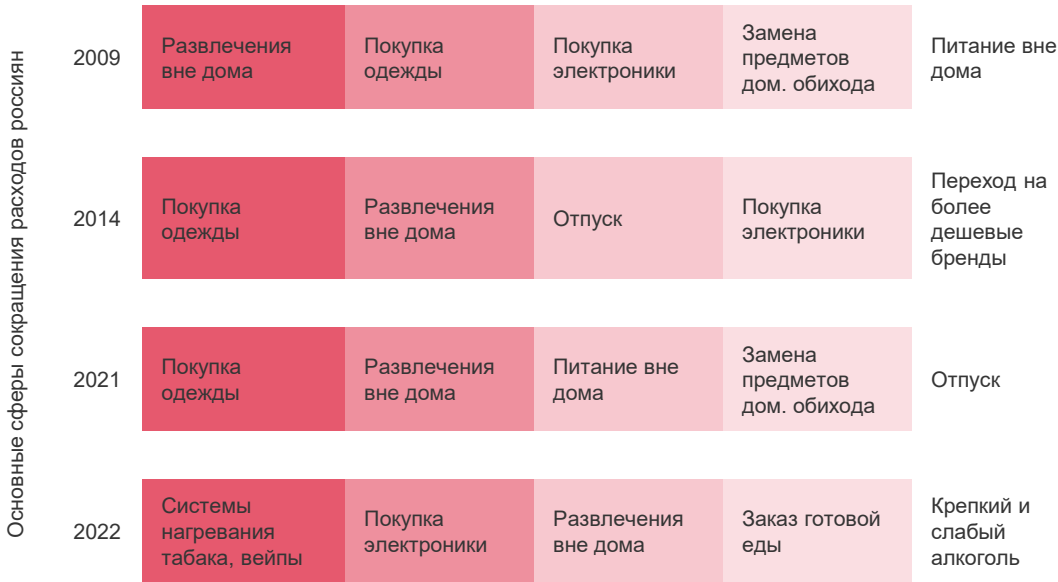 Основные сферы сокращения расходов россиян
2009
Развлечения
вне дома
Покупка
одежды
Покупка
электроники
Замена
предметов
дом. обихода
Питание вне
дома
2014
Покупка
одежды
Развлечения
вне дома
Отпуск
Покупка
электроники
Переход на
более
дешевые
бренды
2021
Покупка
одежды
Развлечения
вне дома
Питание вне
дома
Замена
предметов
дом. обихода
Отпуск
2022
Системы
нагревания
табака, вейпы
Покупка
электроники
Развлечения
вне дома
Заказ готовой
еды
Крепкий и
слабый
алкоголь